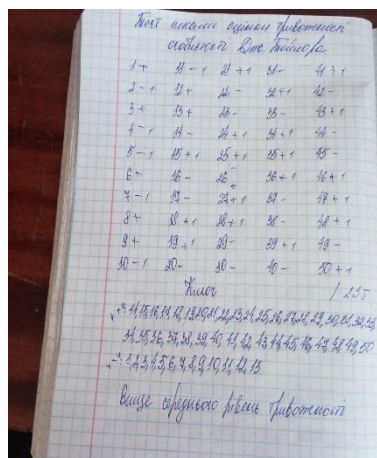 Тест шкали оцінки тривожності
особистості Дж. Тейлора
1 + 11 - 1 21 + 1 31 - 41 + 1
2 - 1 12 + 22 - 32 + 1 42 -
3 + 13 + 23 - 33 - 43 + 1
4 - 1 14 - 24 + 1 34 + 1 44 -
5 - 1 15 + 1 25 + 1 35 + 1 45 -
6 + 16 - 26 - 36 + 1 46 + 1
7 - 1 17 - 27 + 1 37 - 47 + 1
8 + 18 + 1 28 + 1 38 - 48 + 1
9 + 19 + 1 29 - 39 + 1 49 -
10 - 1 20 - 30 - 40 - 50 + 1
Ключ 23б
"+" 14, 15, 16, 17, 18, 19, 20, 21, 22, 23, 24, 25, 26, 27, 28, 29, 30, 31, 32, 33,
34, 35, 36, 37, 38, 39, 40, 41, 42, 43, 44, 45, 46, 47, 48, 49, 50
"-": 1, 2, 3, 4, 5, 6, 7, 8, 9, 10, 11, 12, 13
вище середнього рівень тривожності